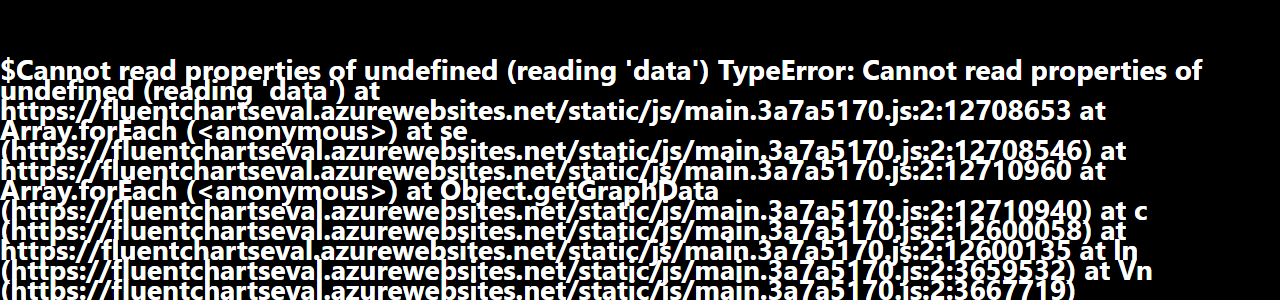 $Cannot read properties of undefined (reading 'data') TypeError: Cannot read properties of
undefined (reading 'data') at
https://fluentchartseval.azurewebsites.net/static/js/main.3a7a5170.js:2:12708653 at
Array.forEach (<anonymous>) at se
(https://fluentchartseval.azurewebsites.net/static/js/main.3a7a5170.js:2:12708546) at
https://fluentchartseval.azurewebsites.net/static/js/main.3a7a5170.js:2:12710960 at
Array.forEach (<anonymous>) at Object.getGraphData
(https://fluentchartseval.azurewebsites.net/static/js/main.3a7a5170.js:2:12710940) at c
(https://fluentchartseval.azurewebsites.net/static/js/main.3a7a5170.js:2:12600058) at
https://fluentchartseval.azurewebsites.net/static/js/main.3a7a5170.js:2:12600135 at In
(https://fluentchartseval.azurewebsites.net/static/js/main.3a7a5170.js:2:3659532) at Vn
(https://fluentchartseval.azurewebsites.net/static/js/main.3a7a5170.js:2:3667719)